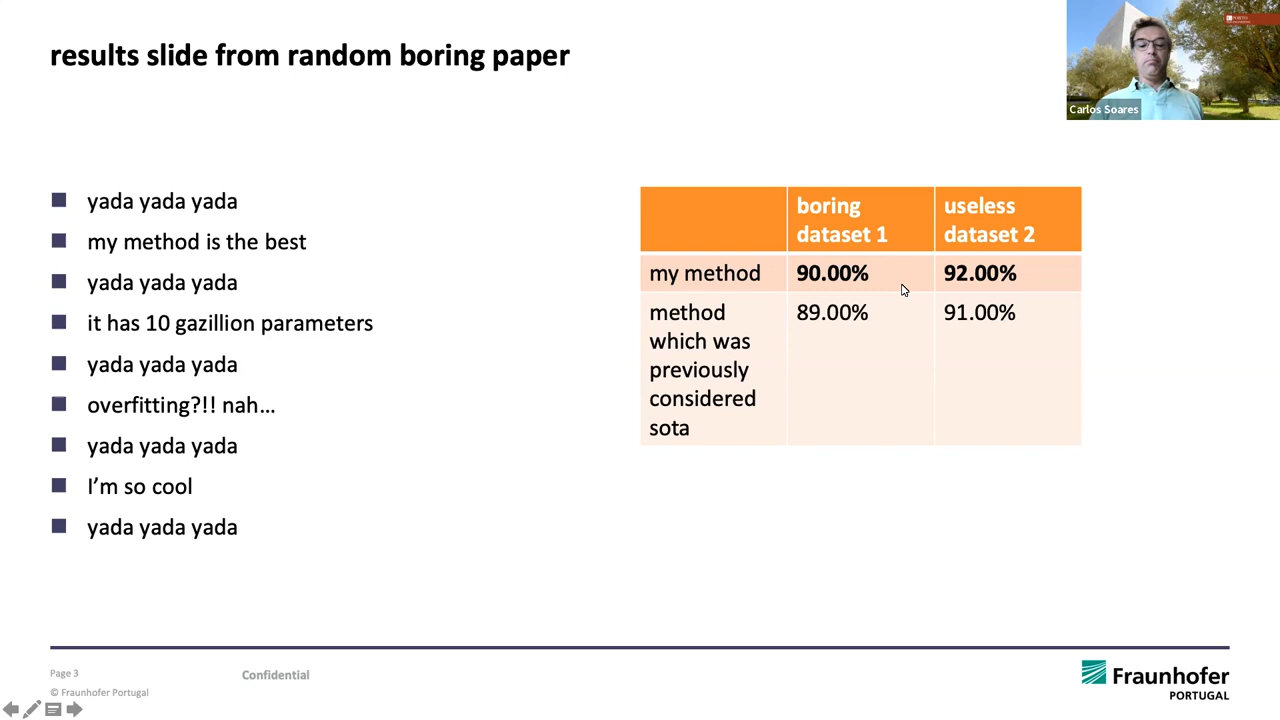 results slide from random boring paper
Carlos Soares
yada yada yada
my method is the best
yada yada yada
it has 10 gazillion parameters
yada yada yada
overfitting?!! nah…
yada yada yada
I’m so cool
yada yada yada
boring
dataset 1
useless
dataset 2
my method
90.00%
92.00%
method
which was
previously
considered
sota
89.00%
91.00%
Page 3
Confidential
© Fraunhofer Portugal
Fraunhofer
PORTUGAL